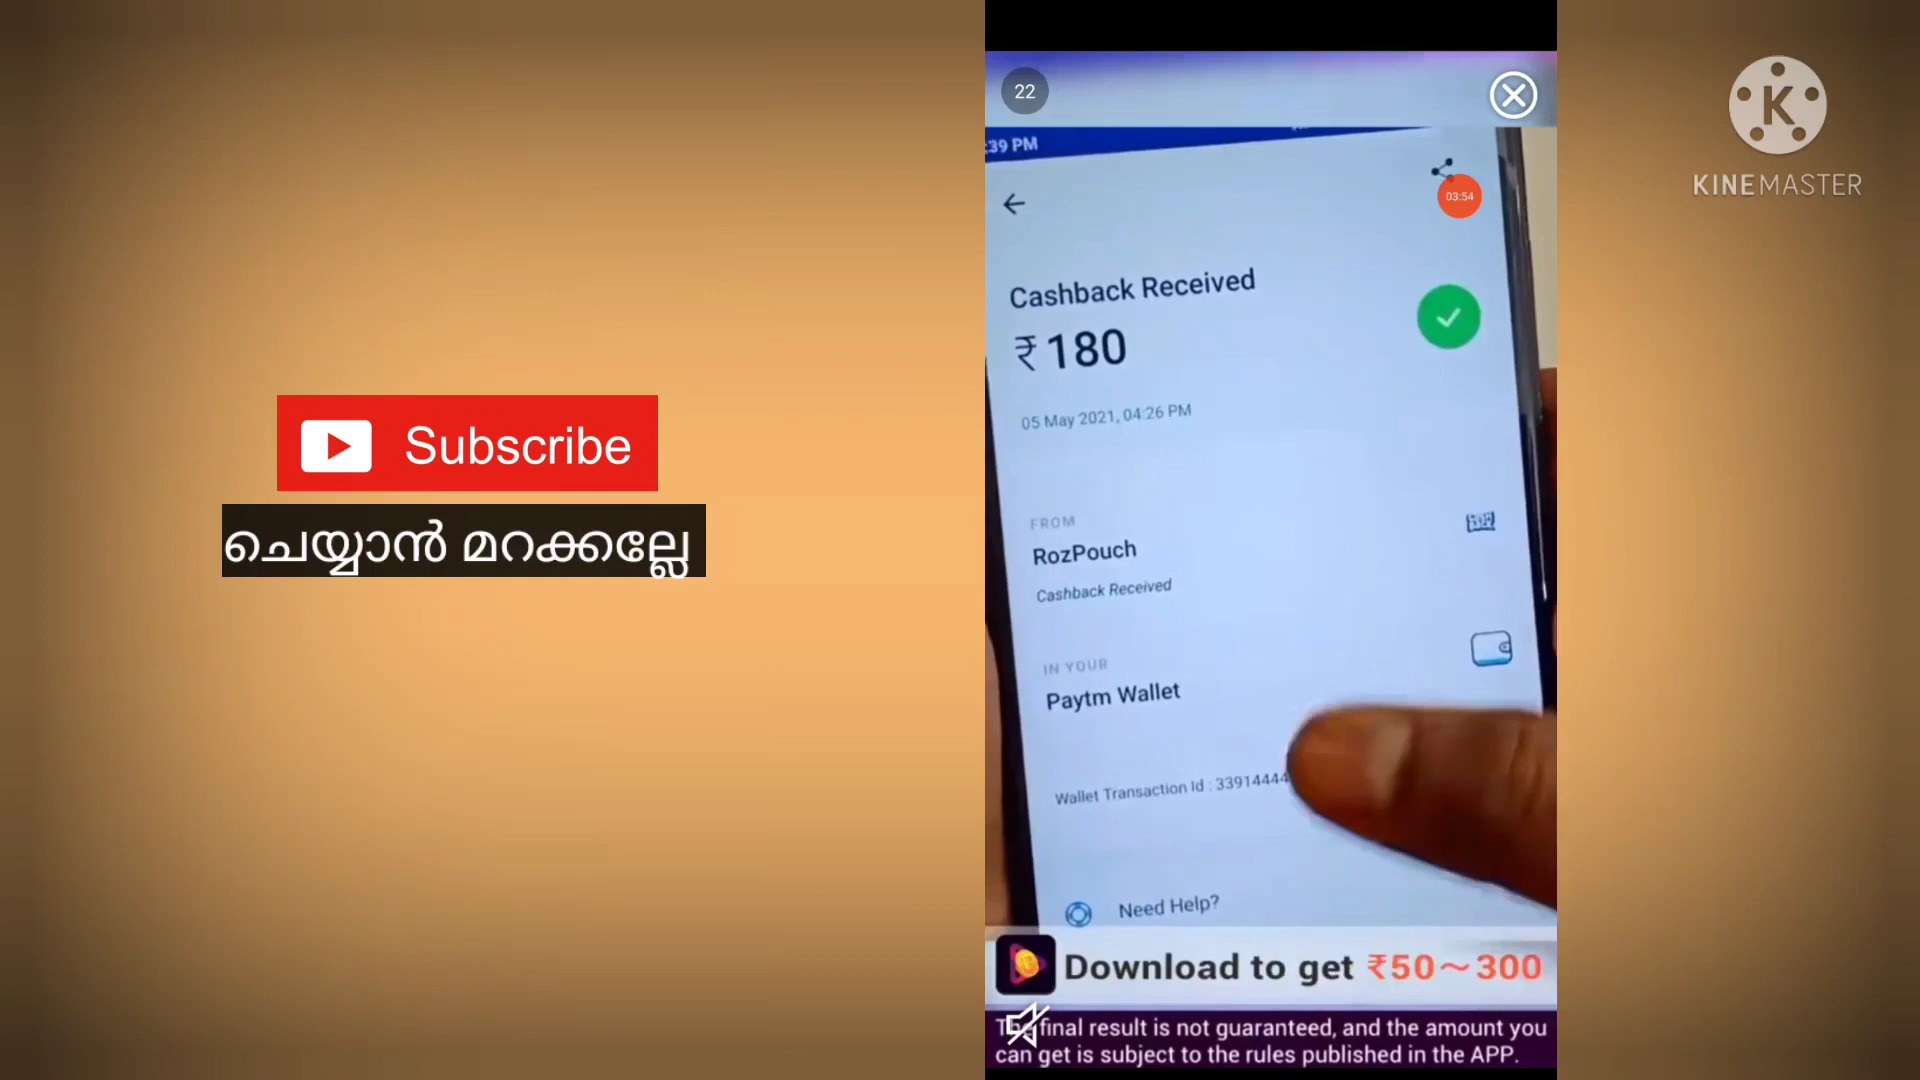 Subscribe
ചെയ്യാൻ മറക്കല്ലേ
22
:39 PM
03:54
Cashback Received
₹180
05 May 2021, 04:26 PM
FROM
RozPouch
Cashback Received
IN YOUR
Paytm Wallet
Wallet Transaction Id : 33914444
Need Help?
Download to get ₹50~300
The final result is not guaranteed, and the amount you
can get is subject to the rules published in the APP.
K
KINEMASTER